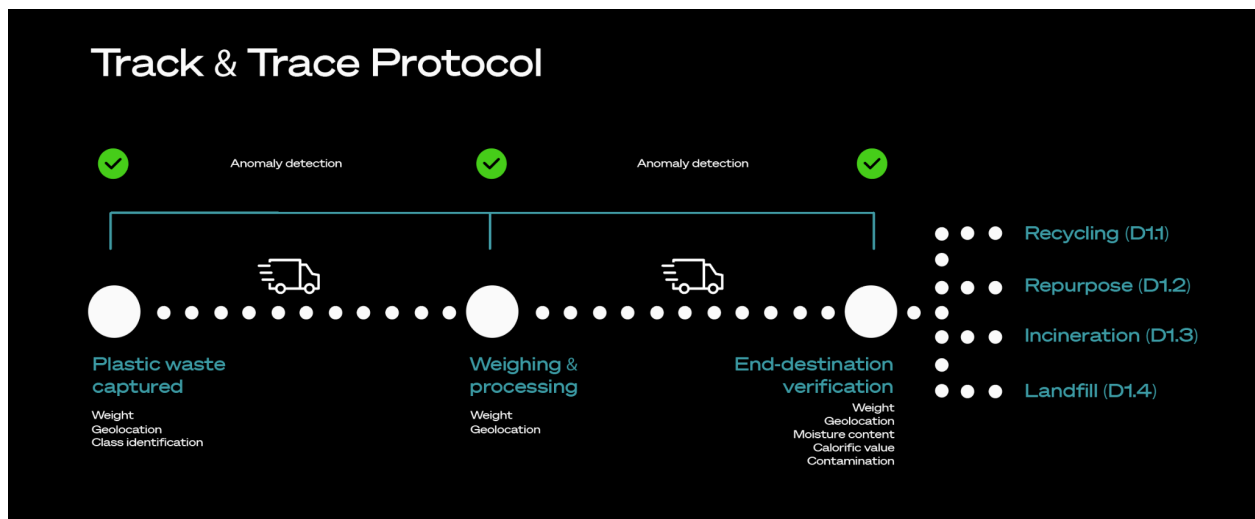 Track & Trace Protocol
Anomaly detection
Anomaly detection
Plastic waste
captured
Weight
Geolocation
Class identification
Weighing &
processing
Weight
Geolocation
End-destination
verification
Weight
Geolocation
Moisture content
Calorific value
Contamination
Recycling (D1.1)
Repurpose (D1.2)
Incineration (D1.3)
Landfill (D1.4)